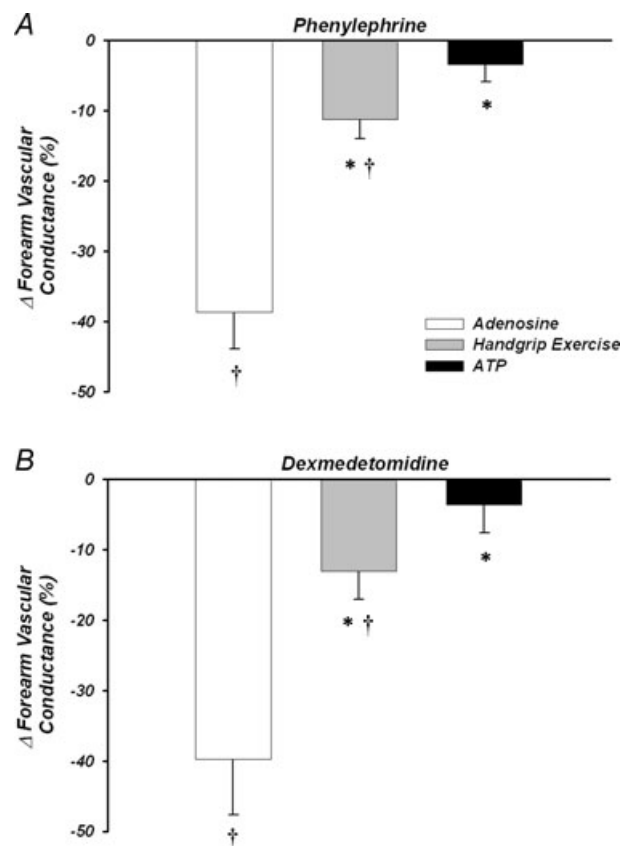 A
Phenylephrine
0
-10
-20
-30
-40
-50
Δ Forearm Vascular
Conductance (%)
*
* †
†
Adenosine
Handgrip Exercise
ATP
B
Dexmedetomidine
0
-10
-20
-30
-40
-50
Δ Forearm Vascular
Conductance (%)
*
* †
†